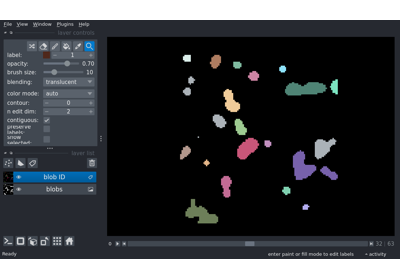 File View Window Plugins Help
layer controls
label: 1
opacity: 0.70
brush size: 10
blending: translucent
color mode: auto
contour: 0
n edit dim: 2
contiguous:
preserve labels:
show selected:
layer list
blob ID
blobs
0 32 63
Ready enter paint or fill mode to edit labels activity